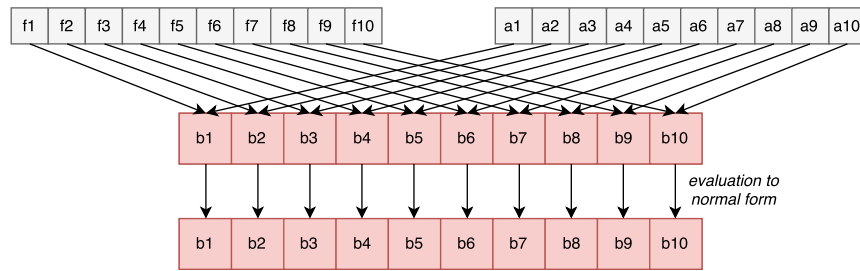 f1 f2 f3 f4 f5 f6 f7 f8 f9 f10 a1 a2 a3 a4 a5 a6 a7 a8 a9 a10
b1 b2 b3 b4 b5 b6 b7 b8 b9 b10
evaluation to
normal form
b1 b2 b3 b4 b5 b6 b7 b8 b9 b10